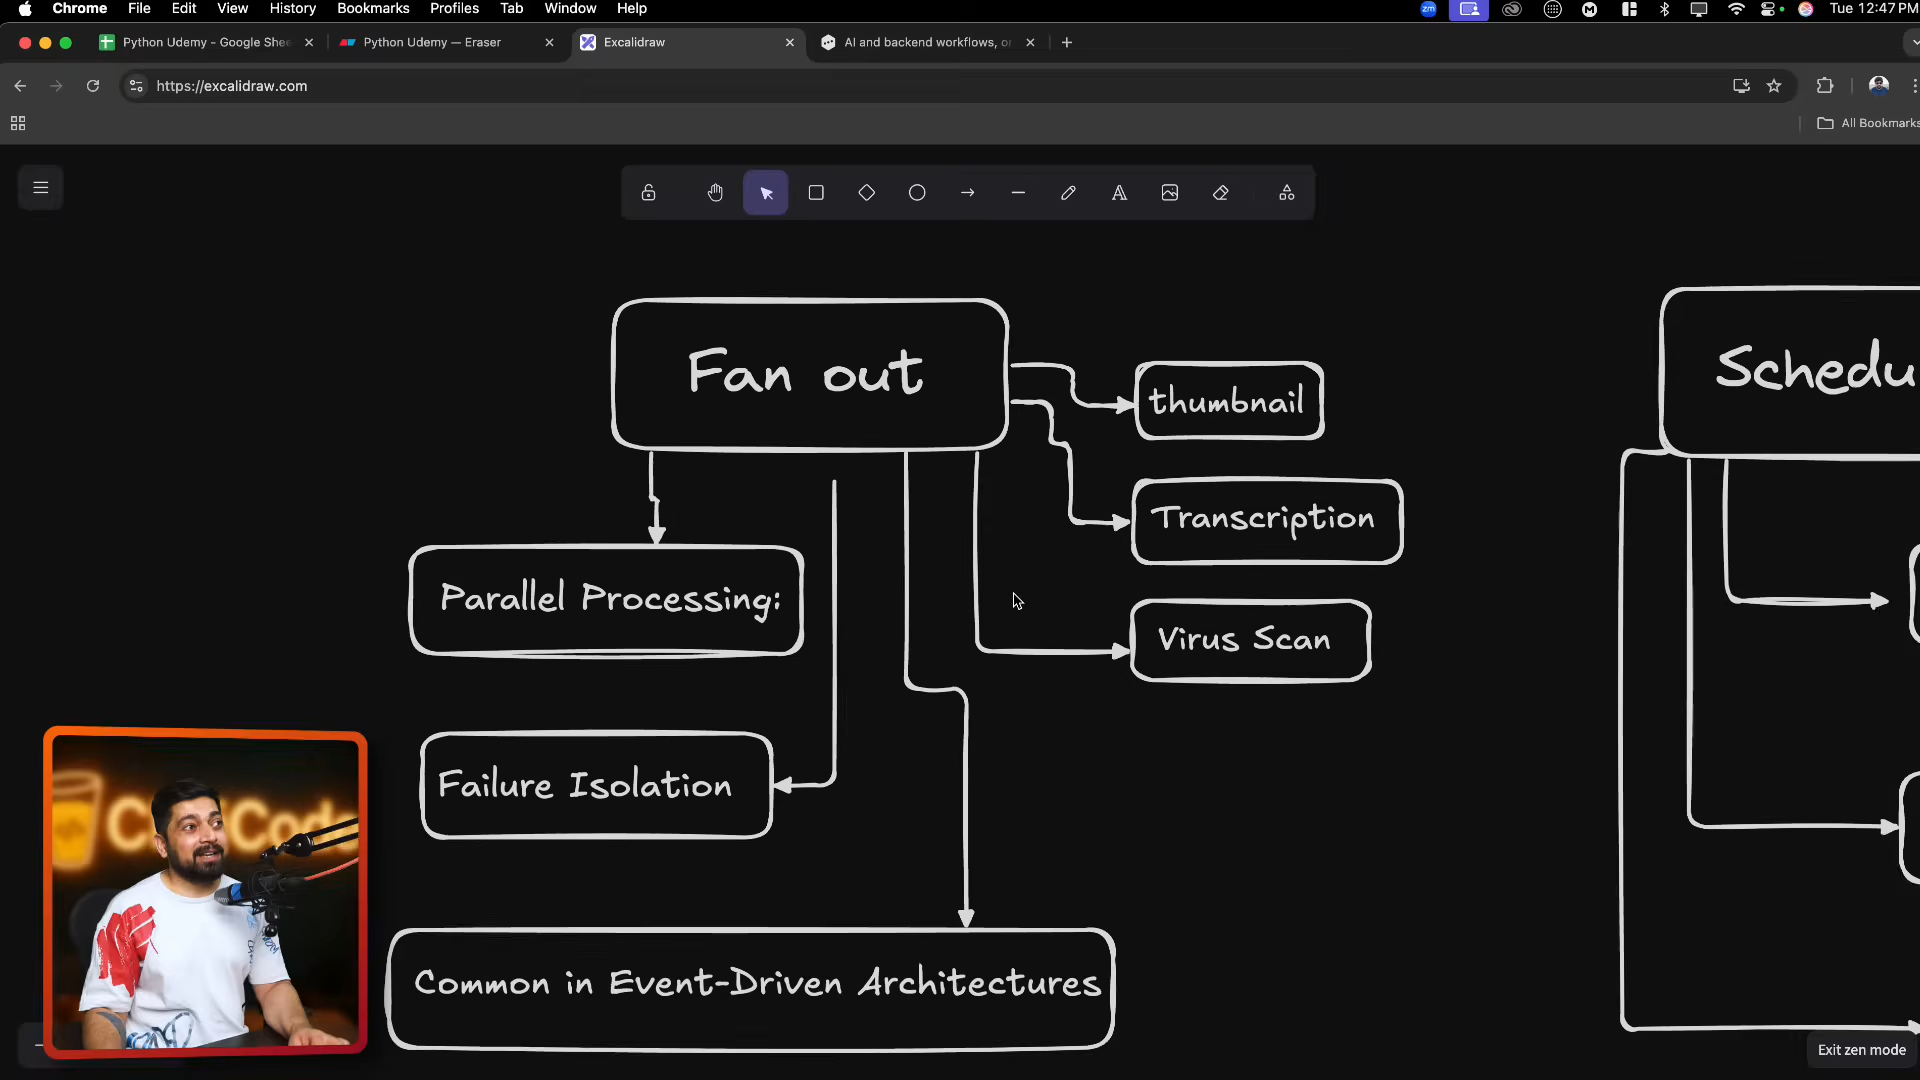 Chrome File Edit View History Bookmarks Profiles Tab Window Help
zm
Tue 12:47 PM
Python Udemy - Google Shee
Python Udemy — Eraser
Excalidraw
AI and backend workflows, or
https://excalidraw.com
All Bookmarks
Fan out
thumbnail
Schedu
Transcription
Parallel Processing:
Virus Scan
Failure Isolation
Common in Event-Driven Architectures
Exit zen mode